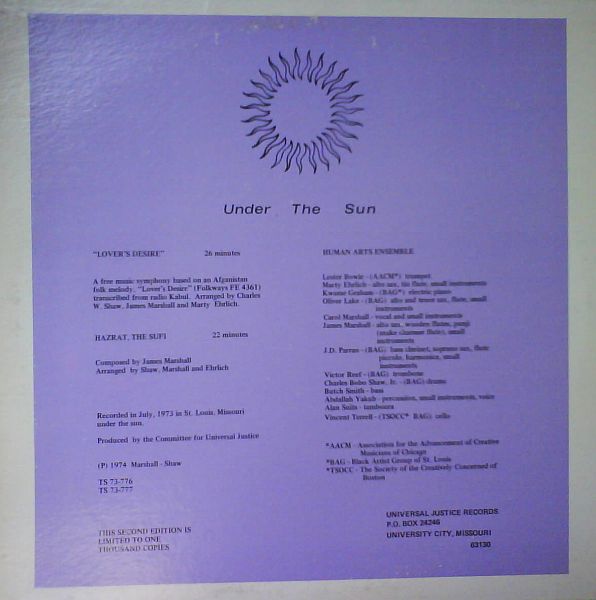 Under The Sun
"LOVER'S DESIRE" 26 minutes
A free music symphony based on an Afganistan
folk melody, "Lover's Desire" (Folkways FE 4361)
transcribed from radio Kabul. Arranged by Charles
W. Shaw, James Marshall and Marty Ehrlich.
HAZRAT, THE SUFI 22 minutes
Composed by James Marshall
Arranged by Shaw, Marshall and Ehrlich
Recorded in July, 1973 in St. Louis, Missouri
under the sun.
Produced by the Committee for Universal Justice
(P) 1974 Marshall - Shaw
TS 73-776
TS 73-777
THIS SECOND EDITION IS
LIMITED TO ONE
THOUSAND COPIES
HUMAN ARTS ENSEMBLE
Lester Bowie - (AACM*) trumpet
Marty Ehrlich - alto sax, tin flute, small instruments
Kwame Graham - (BAG*) electric piano
Oliver Lake - (BAG) alto and tenor sax, flute, small
instruments
Carol Marshall - vocal and small instruments
James Marshall - alto sax, wooden flutes, pungi
(snake charmer flute), small
instruments
J.D. Parran - (BAG) bass clarinet, soprano sax, flute
piccolo, harmonica, small
instruments
Victor Reef - (BAG) trombone
Charles Bobo Shaw, Jr. - (BAG) drums
Butch Smith - bass
Abdallah Yakub - percussion, small instruments, voice
Alan Suits - tamboura
Vincent Terrell - (TSOCC* BAG) cello
*AACM - Association for the Advancement of Creative
Musicians of Chicago
*BAG - Black Artist Group of St. Louis
*TSOCC - The Society of the Creatively Concerned of
Boston
UNIVERSAL JUSTICE RECORDS
P.O. BOX 24246
UNIVERSITY CITY, MISSOURI
63130